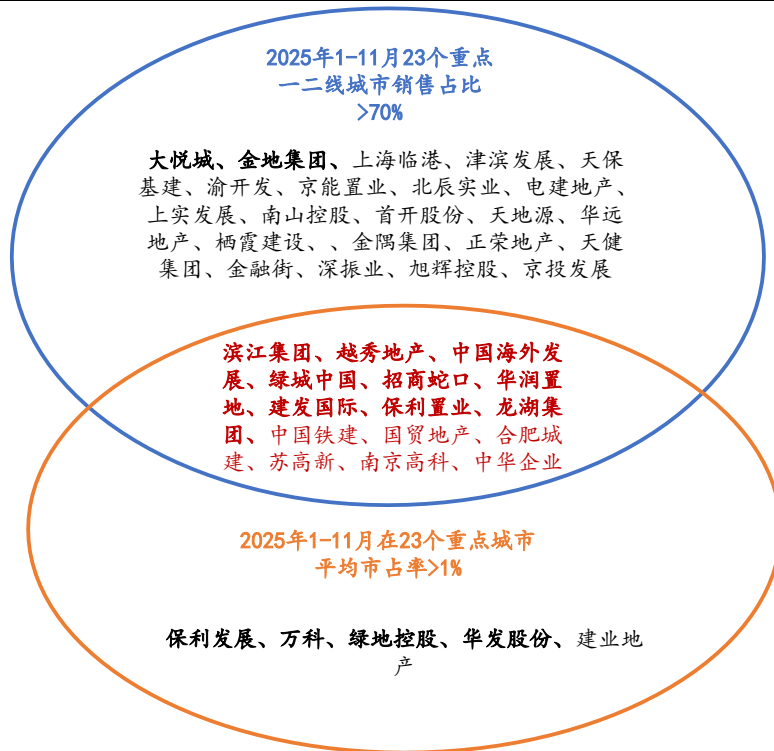 2025年1-11月23个重点
一二线城市销售占比
>70%
大悦城、金地集团、上海临港、津滨发展、天保
基建、渝开发、京能置业、北辰实业、电建地产、
上实发展、南山控股、首开股份、天地源、华远
地产、栖霞建设、、金隅集团、正荣地产、天健
集团、金融街、深振业、旭辉控股、京投发展
滨江集团、越秀地产、中国海外发
展、绿城中国、招商蛇口、华润置
地、建发国际、保利置业、龙湖集
团、中国铁建、国贸地产、合肥城
建、苏高新、南京高科、中华企业
2025年1-11月在23个重点城市
平均市占率>1%
保利发展、万科、绿地控股、华发股份、建业地
产